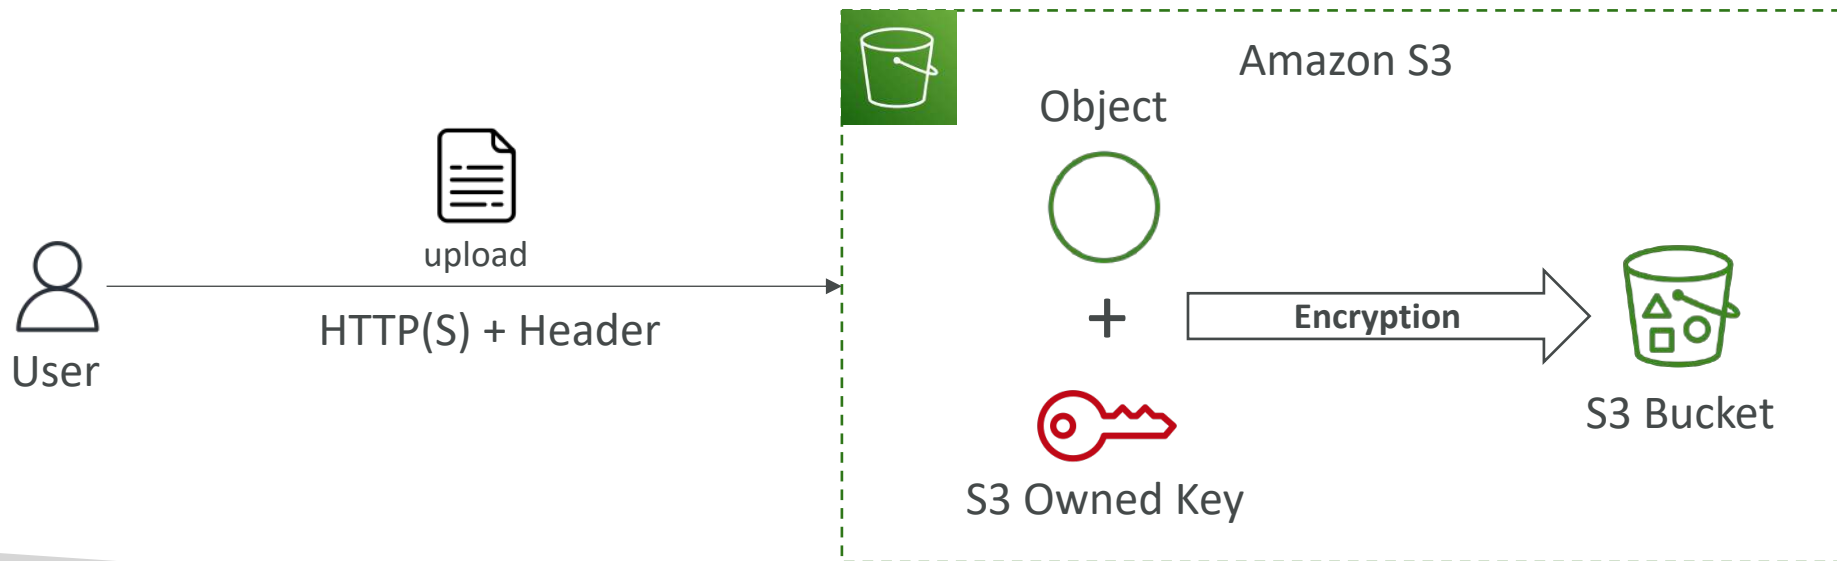 Amazon S3
Object
upload
HTTP(S) + Header
User
+
Encryption
S3 Bucket
S3 Owned Key